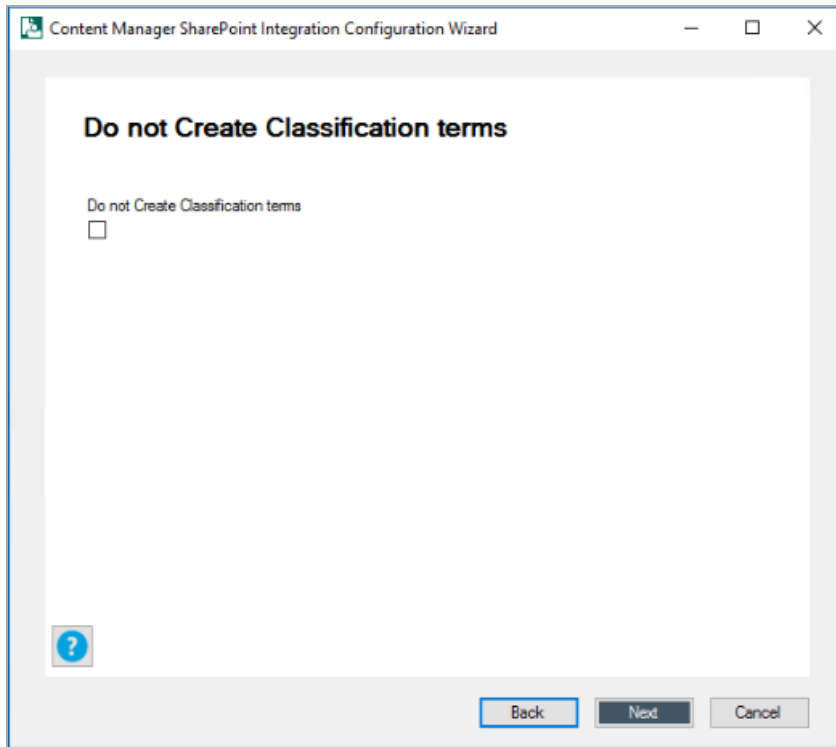 Content Manager SharePoint Integration Configuration Wizard
Do not Create Classification terms
Do not Create Classification terms
?
Back Next Cancel